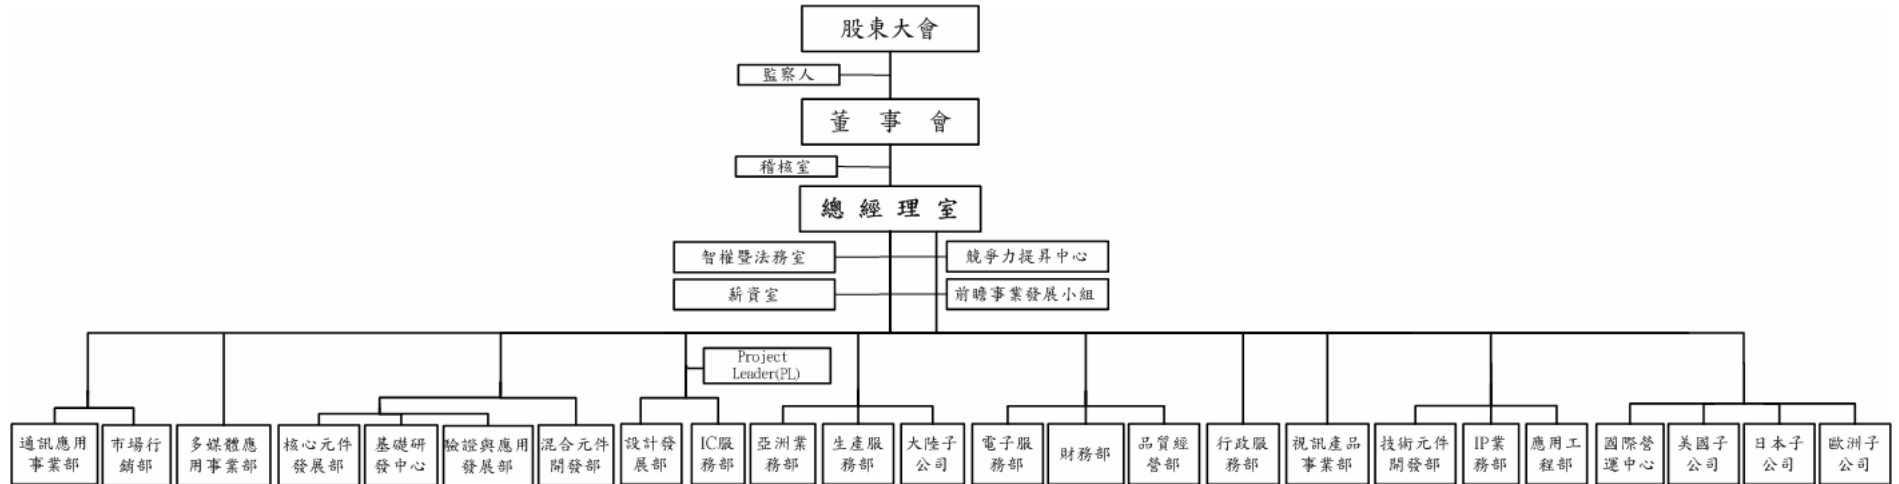 股東大會
監察人
董事會
稽核室
總經理室
智權暨法務室
競爭力提昇中心
薪資室
前瞻事業發展小組
Project
Leader(PL)
通訊應用
事業部
市場行
銷部
多媒體應
用事業部
核心元件
發展部
基礎研
發中心
驗證與應用
發展部
混合元件
開發部
設計發
展部
IC服
務部
亞洲業
務部
生產服
務部
大陸子
公司
電子服
務部
財務部
品質經
營部
行政服
務部
視訊產品
事業部
技術元件
開發部
IP業
務部
應用工
程部
國際營
運中心
美國子
公司
日本子
公司
歐洲子
公司